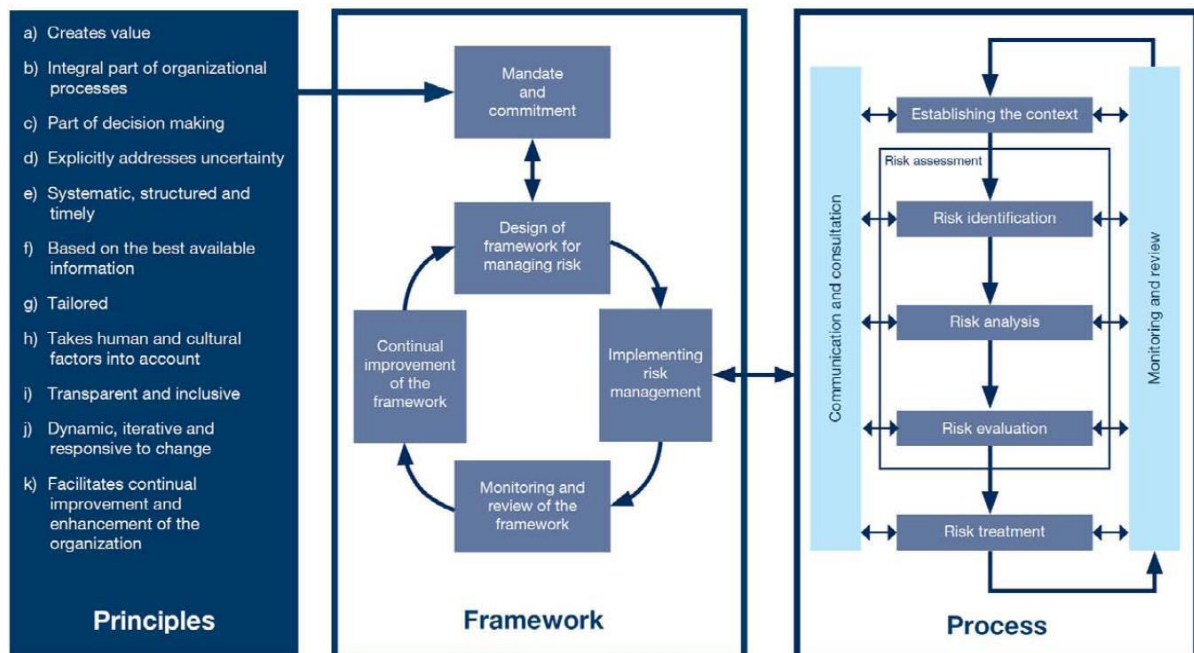 a) Creates value
b) Integral part of organizational
processes
c) Part of decision making
d) Explicitly addresses uncertainty
e) Systematic, structured and
timely
f) Based on the best available
information
g) Tailored
h) Takes human and cultural
factors into account
i) Transparent and inclusive
j) Dynamic, iterative and
responsive to change
k) Facilitates continual
improvement and
enhancement of the
organization
Principles
Mandate
and
commitment
Design of
framework for
managing risk
Continual
improvement
of the
framework
Implementing
risk
management
Monitoring and
review of the
framework
Framework
Communication and consultation
Establishing the context
Risk assessment
Risk identification
Risk analysis
Risk evaluation
Risk treatment
Monitoring and review
Process